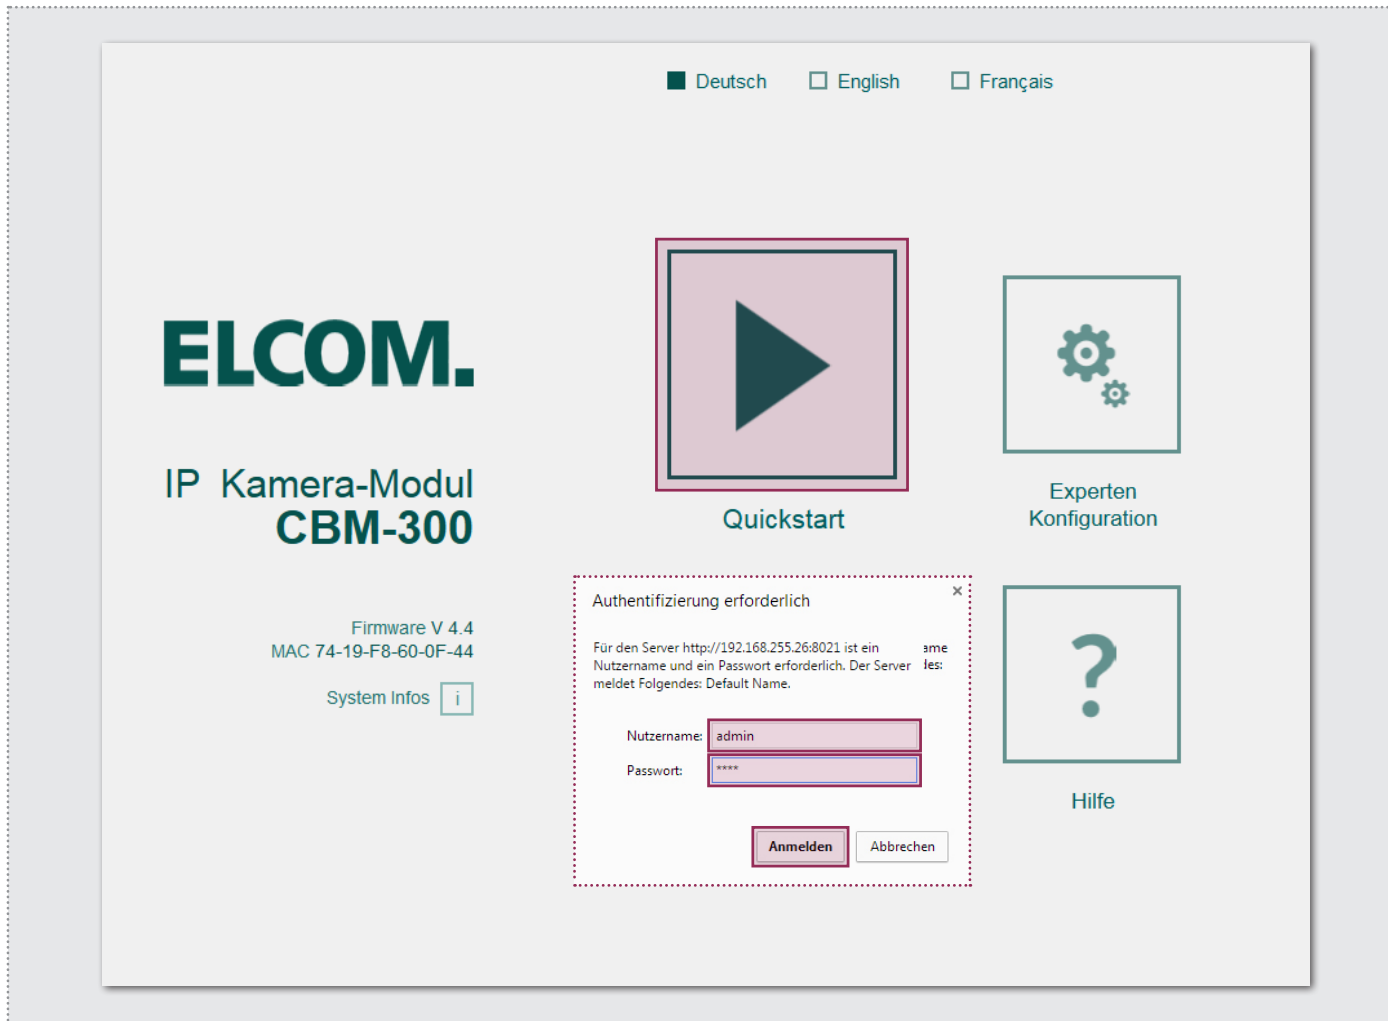 Deutsch English Français
ELCOM.
IP Kamera-Modul
CBM-300
Firmware V 4.4
MAC 74-19-F8-60-0F-44
System Infos i
Quickstart
Experten
Konfiguration
Authentifizierung erforderlich ×
Für den Server http://192.168.255.26:8021 ist ein
Nutzername und ein Passwort erforderlich. Der Server
meldet Folgendes: Default Name.
Nutzername: admin
Passwort: ****
Anmelden Abbrechen
?
Hilfe